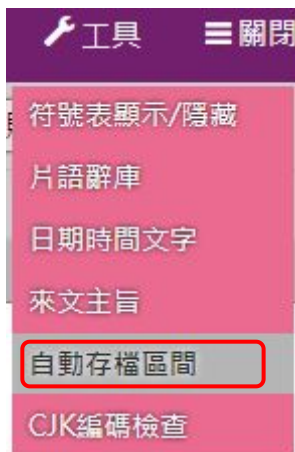 工具 ☰關閉
符號表顯示/隱藏
片語辭庫
日期時間文字
來文主旨
自動存檔區間
CJK編碼檢查